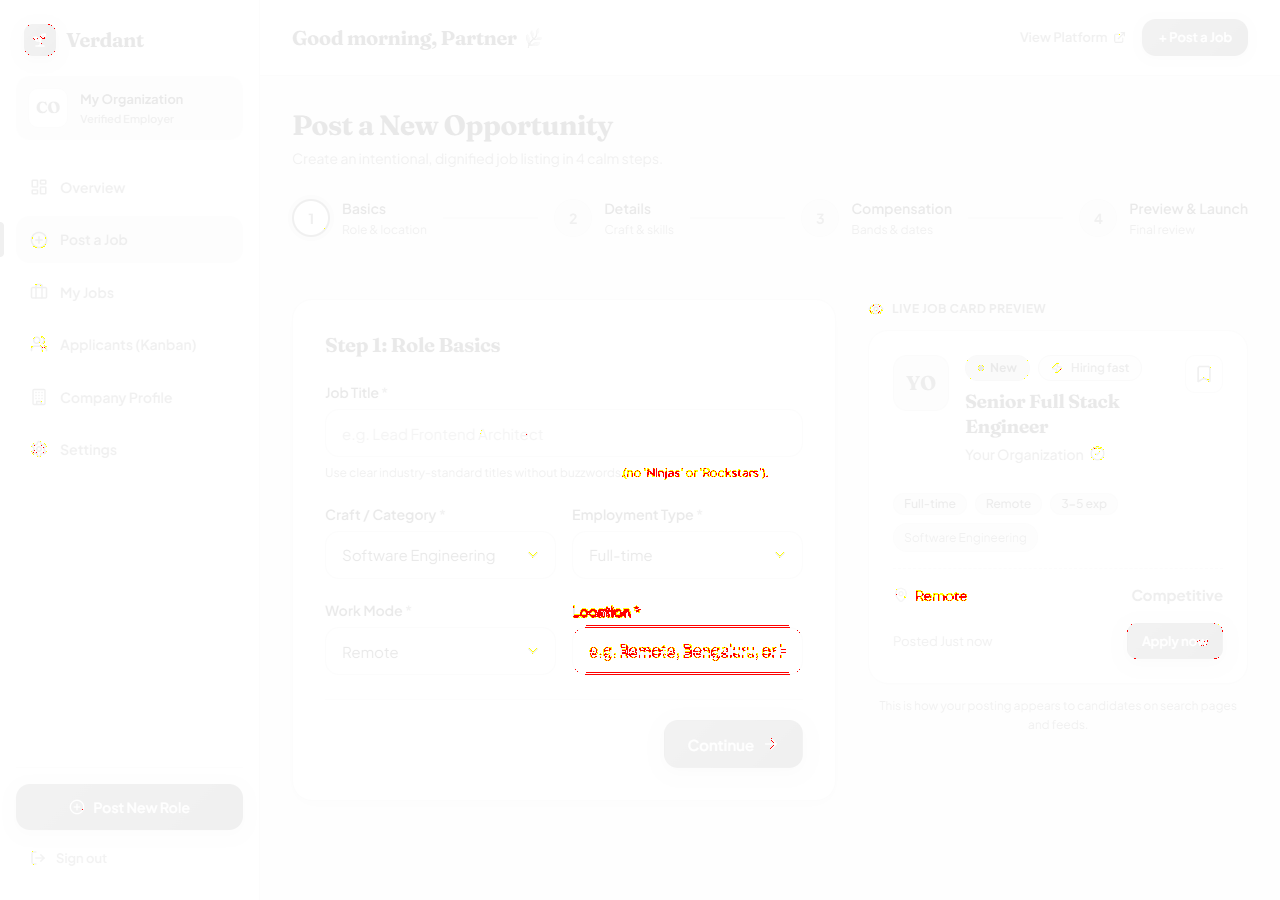 Verdant
Good morning, Partner
View Platform
+ Post a Job
CO
My Organization
Verified Employer
Overview
Post a Job
My Jobs
Applicants (Kanban)
Company Profile
Settings
Post New Role
Sign out
Post a New Opportunity
Create an intentional, dignified job listing in 4 calm steps.
1
Basics
Role & location
2
Details
Craft & skills
3
Compensation
Bands & dates
4
Preview & Launch
Final review
Step 1: Role Basics
Job Title *
e.g. Lead Frontend Architect
Use clear industry-standard titles without buzzwords (no 'Ninjas' or 'Rockstars').
Craft / Category *
Employment Type *
Software Engineering
Full-time
Work Mode *
Location *
Remote
e.g. Remote, Bengaluru, or
Continue
LIVE JOB CARD PREVIEW
YO
New
Hiring fast
Senior Full Stack
Engineer
Your Organization
Full-time
Remote
3-5 exp
Software Engineering
Remote
Competitive
Posted Just now
Apply now
This is how your posting appears to candidates on search pages
and feeds